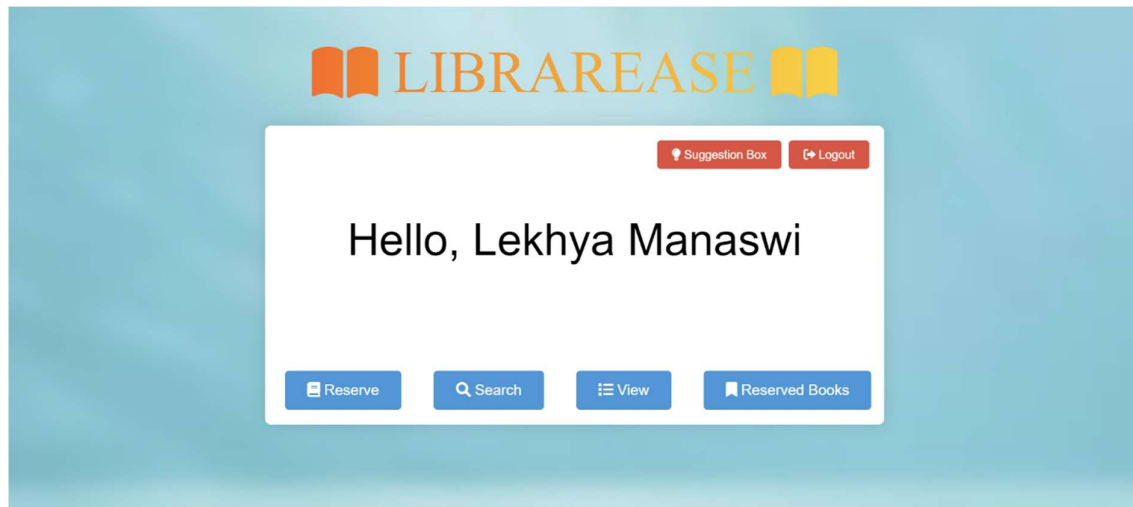 LIBRAREASE
Suggestion Box Logout
Hello, Lekhya Manaswi
Reserve Search View Reserved Books